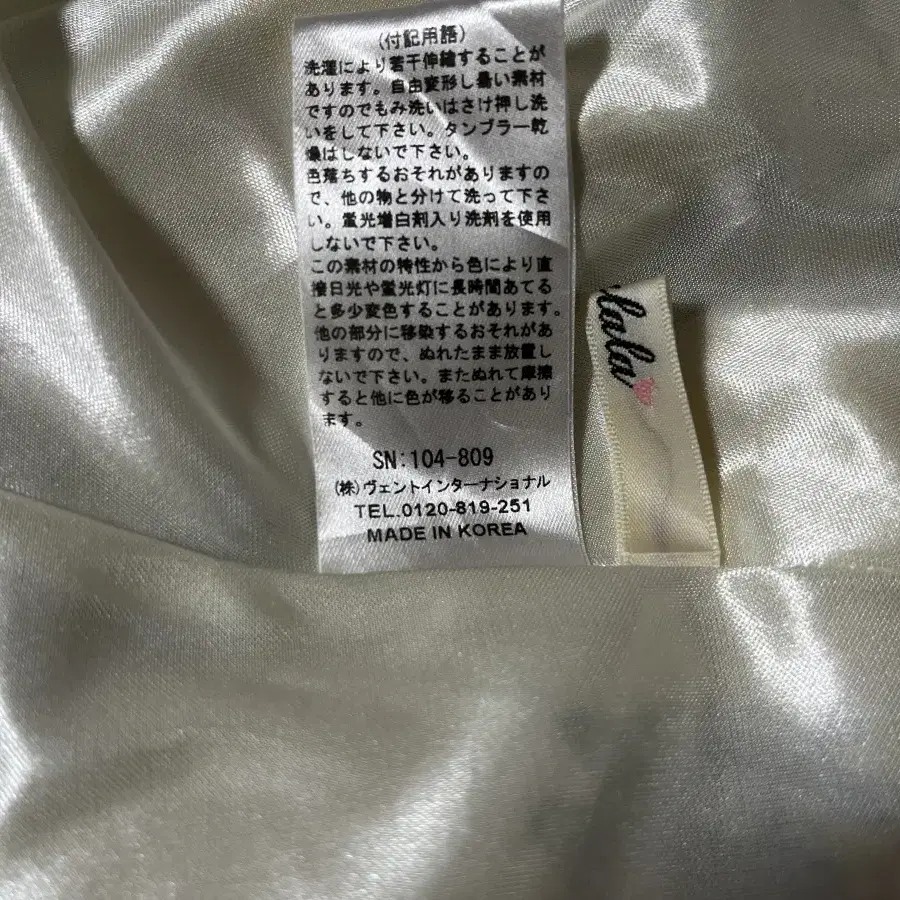 (付記用語)
洗濯により若干伸縮することが
あります。自由変形し易い素材
ですのでもみ洗いはさけ押し洗
いをして下さい。タンブラー乾
燥はしないで下さい。
色落ちするおそれがありますの
で、他の物と分けて洗って下さ
い。蛍光増白剤入り洗剤を使用
しないで下さい。
この素材の特性から色により直
接日光や蛍光灯に長時間あてる
と多少変色することがあります。
他の部分に移染するおそれがあ
りますので、ぬれたまま放置し
ないで下さい。またぬれて摩擦
すると他に色が移ることがあり
ます。
SN:104-809
(株)ヴェントインターナショナル
TEL.0120-819-251
MADE IN KOREA
lala